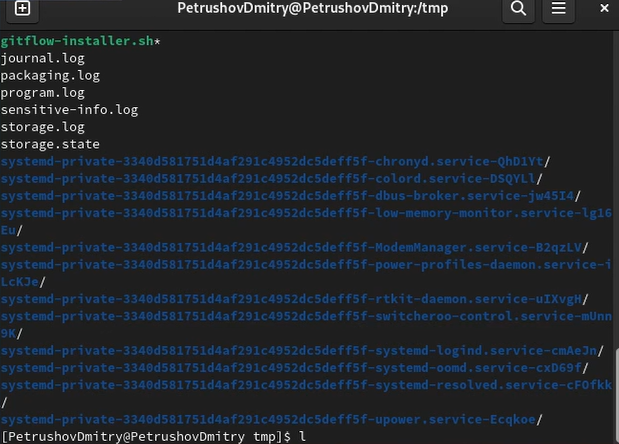 PetrushovDmitry@PetrushovDmitry:/tmp
gitflow-installer.sh*
journal.log
packaging.log
program.log
sensitive-info.log
storage.log
storage.state
systemd-private-3340d581751d4af291c4952dc5deff5f-chronyd.service-QhD1Yt/
systemd-private-3340d581751d4af291c4952dc5deff5f-colord.service-DSQYLl/
systemd-private-3340d581751d4af291c4952dc5deff5f-dbus-broker.service-jw45I4/
systemd-private-3340d581751d4af291c4952dc5deff5f-low-memory-monitor.service-lg16
Eu/
systemd-private-3340d581751d4af291c4952dc5deff5f-ModemManager.service-B2qzLV/
systemd-private-3340d581751d4af291c4952dc5deff5f-power-profiles-daemon.service-i
LcKJe/
systemd-private-3340d581751d4af291c4952dc5deff5f-rtkit-daemon.service-uIXvgH/
systemd-private-3340d581751d4af291c4952dc5deff5f-switcheroo-control.service-mUnn
9K/
systemd-private-3340d581751d4af291c4952dc5deff5f-systemd-logind.service-cmAeJn/
systemd-private-3340d581751d4af291c4952dc5deff5f-systemd-oomd.service-cxD69f/
systemd-private-3340d581751d4af291c4952dc5deff5f-systemd-resolved.service-cFOfkk
/
systemd-private-3340d581751d4af291c4952dc5deff5f-upower.service-Ecqkoe/
[PetrushovDmitry@PetrushovDmitry tmp]$ l